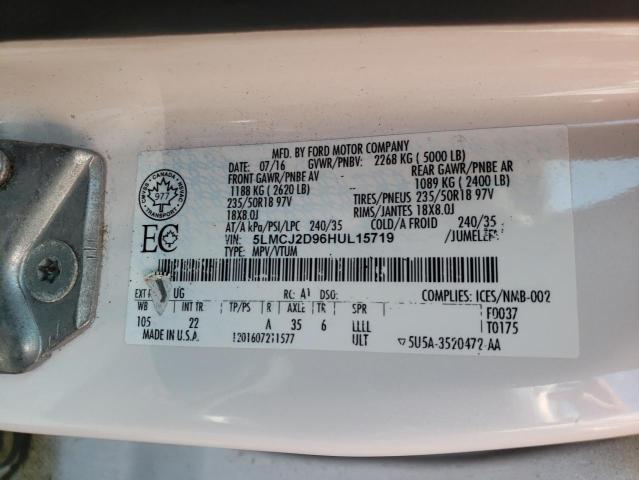 MFD. BY FORD MOTOR COMPANY
DATE: 07/16 GVWR/PNBV: 2268 KG ( 5000 LB)
FRONT GAWR/PNBE AV REAR GAWR/PNBE AR
1188 KG ( 2620 LB) 1089 KG ( 2400 LB)
235/50R18 97V TIRES/PNEUS 235/50R18 97V
18X8.0J RIMS/JANTES 18X8.0J
AT/A kPa/PSI/LPC 240/35 COLD/A FROID 240/35
VIN: 5LMCJ2D96HUL15719
TYPE: MPV/VTUM
CANADA
977
EC
EXT UG RC: A1 DSO: COMPLIES: ICES/NMB-002
WB INT TR TP/PS R AXLE TR SPR F0037
105 22 A 35 6 LLLL T0175
MADE IN U.S.A. ULT 5U5A-3520472-AA